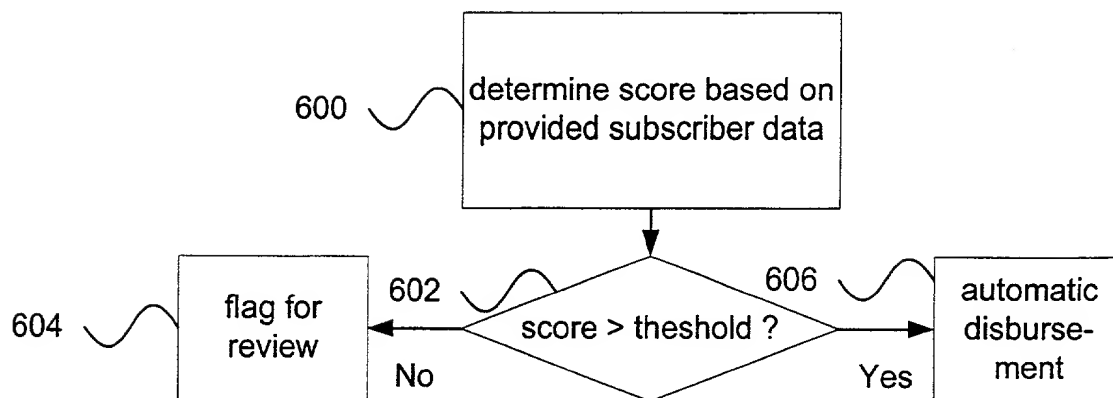 determine score based on
provided subscriber data
600
602
606
604
flag for
review
score > theshold ?
automatic
disburse-
ment
No
Yes